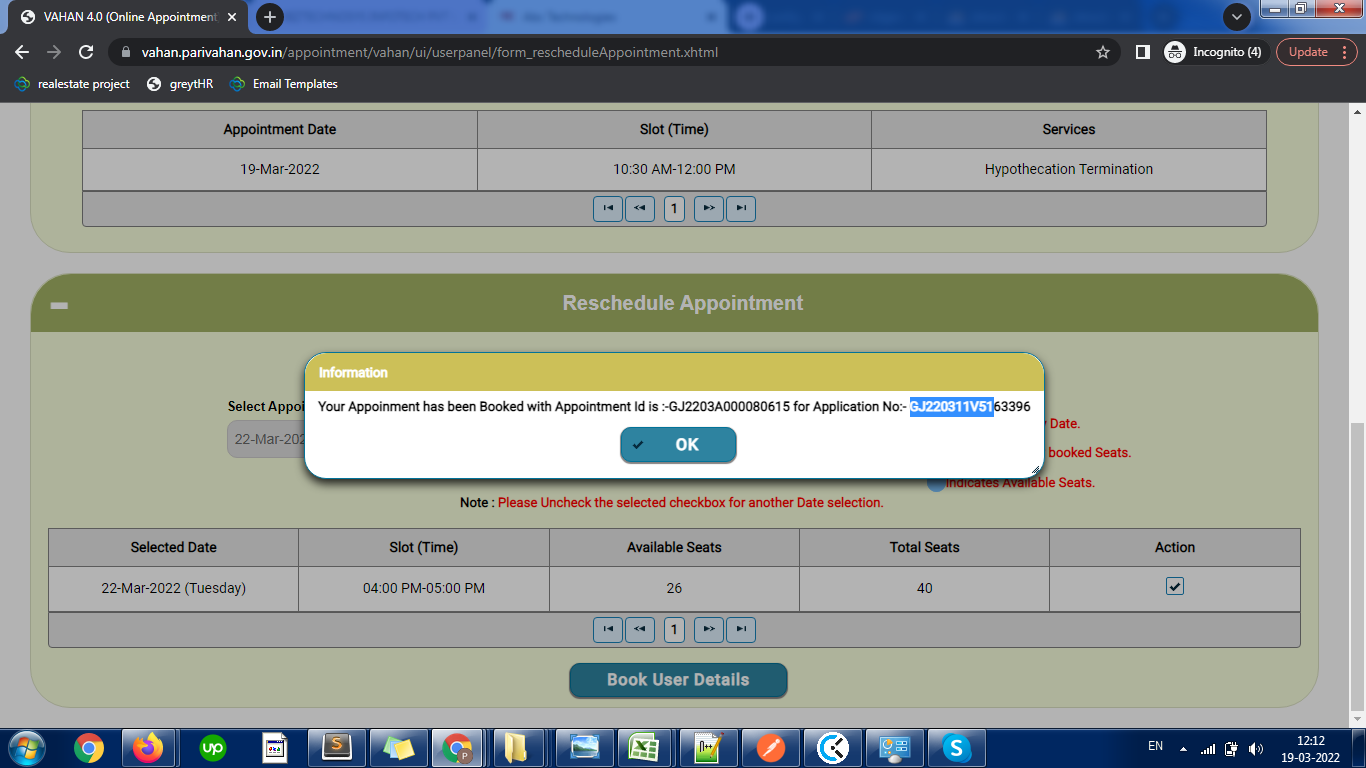 VAHAN 4.0 (Online Appointment
vahan.parivahan.gov.in/appointment/vahan/ui/userpanel/form_rescheduleAppointment.xhtml
Incognito (4)
Update
realestate project
greytHR
Email Templates
Appointment Date Slot (Time) Services
19-Mar-2022 10:30 AM-12:00 PM Hypothecation Termination
1
Reschedule Appointment
Information
Your Appoinment has been Booked with Appointment Id is :-GJ2203A000080615 for Application No:- GJ220311V5163396
OK
Select Appoi
22-Mar-202
Date.
booked Seats.
Indicates Available Seats.
Note : Please Uncheck the selected checkbox for another Date selection.
Selected Date Slot (Time) Available Seats Total Seats Action
22-Mar-2022 (Tuesday) 04:00 PM-05:00 PM 26 40
1
Book User Details
up
S
n++
P
S
EN
12:12
19-03-2022